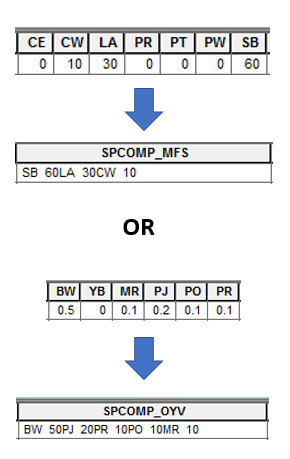 CE CW LA PR PT PW SB
0 10 30 0 0 0 60
SPCOMP_MFS
SB 60LA 30CW 10
OR
BW YB MR PJ PO PR
0.5 0 0.1 0.2 0.1 0.1
SPCOMP_OYV
BW 50PJ 20PR 10PO 10MR 10